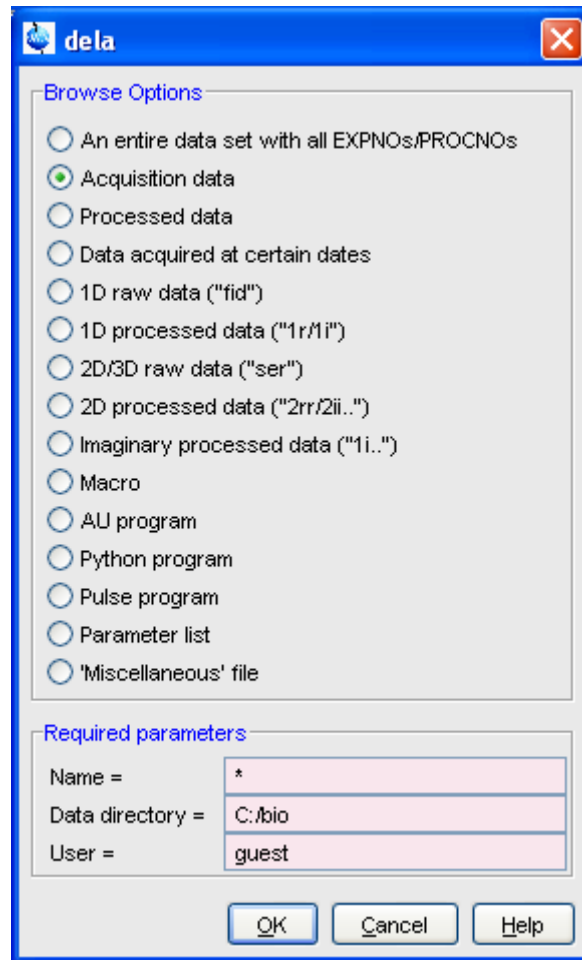 dela
Browse Options
An entire data set with all EXPNOs/PROCNOs
Acquisition data
Processed data
Data acquired at certain dates
1D raw data ("fid")
1D processed data ("1r/1i")
2D/3D raw data ("ser")
2D processed data ("2rr/2ii..")
Imaginary processed data ("1i..")
Macro
AU program
Python program
Pulse program
Parameter list
'Miscellaneous' file
Required parameters
Name = *
Data directory = C:/bio
User = guest
OK Cancel Help